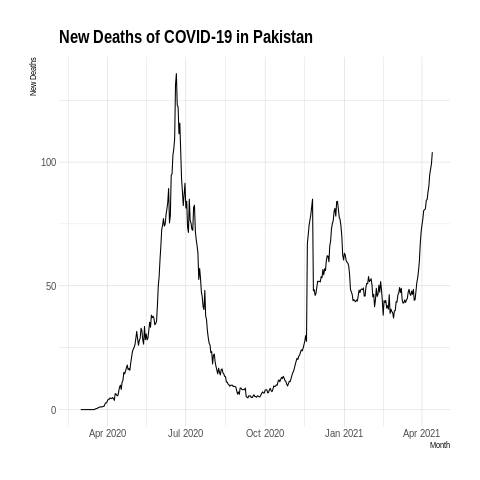 New Deaths of COVID-19 in Pakistan
New Deaths
100
50
0
Apr 2020 Jul 2020 Oct 2020 Jan 2021 Apr 2021
Month